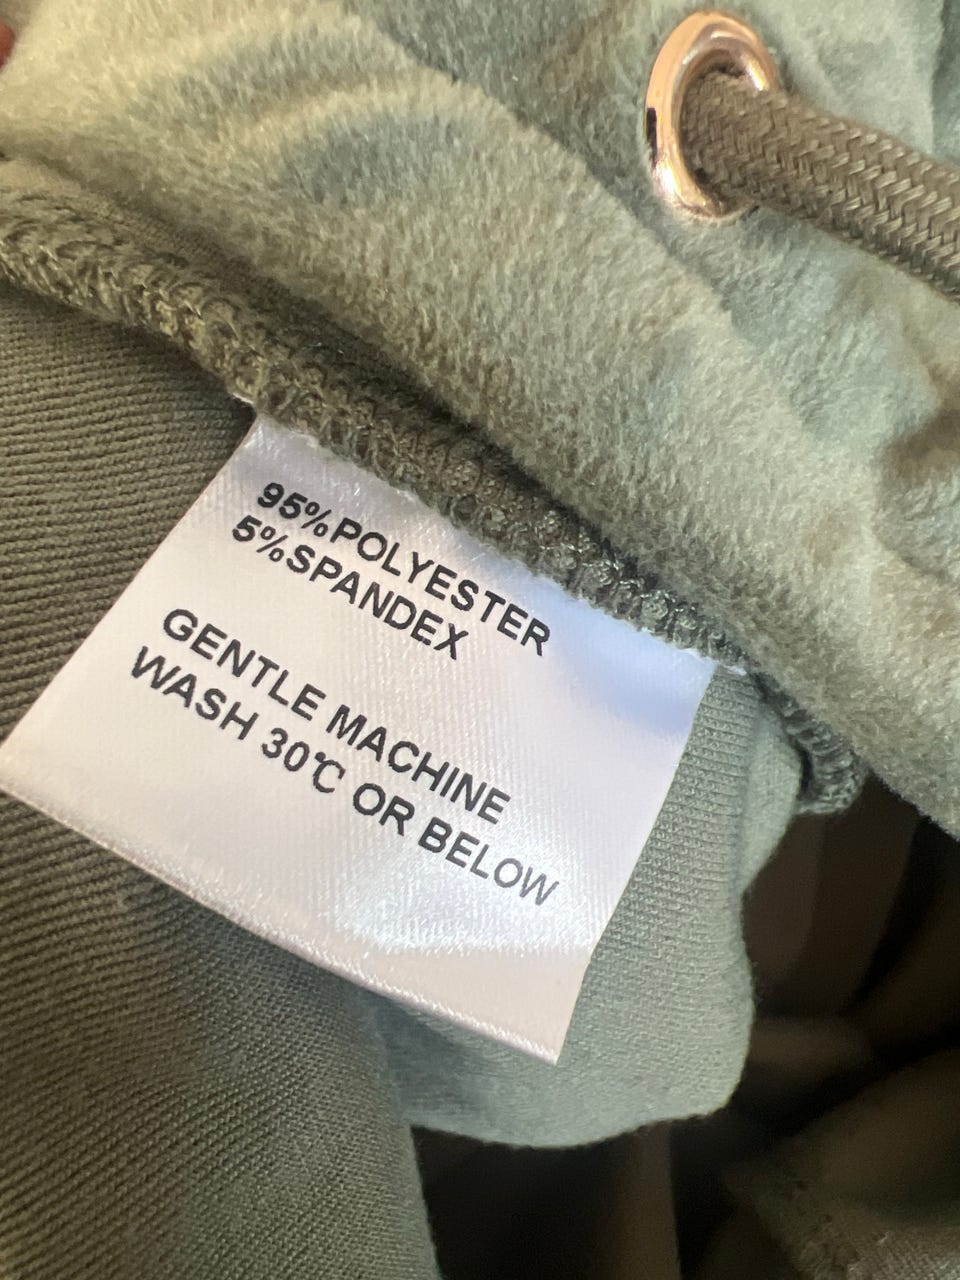 95%POLYESTER
5%SPANDEX
GENTLE MACHINE
WASH 30℃ OR BELOW